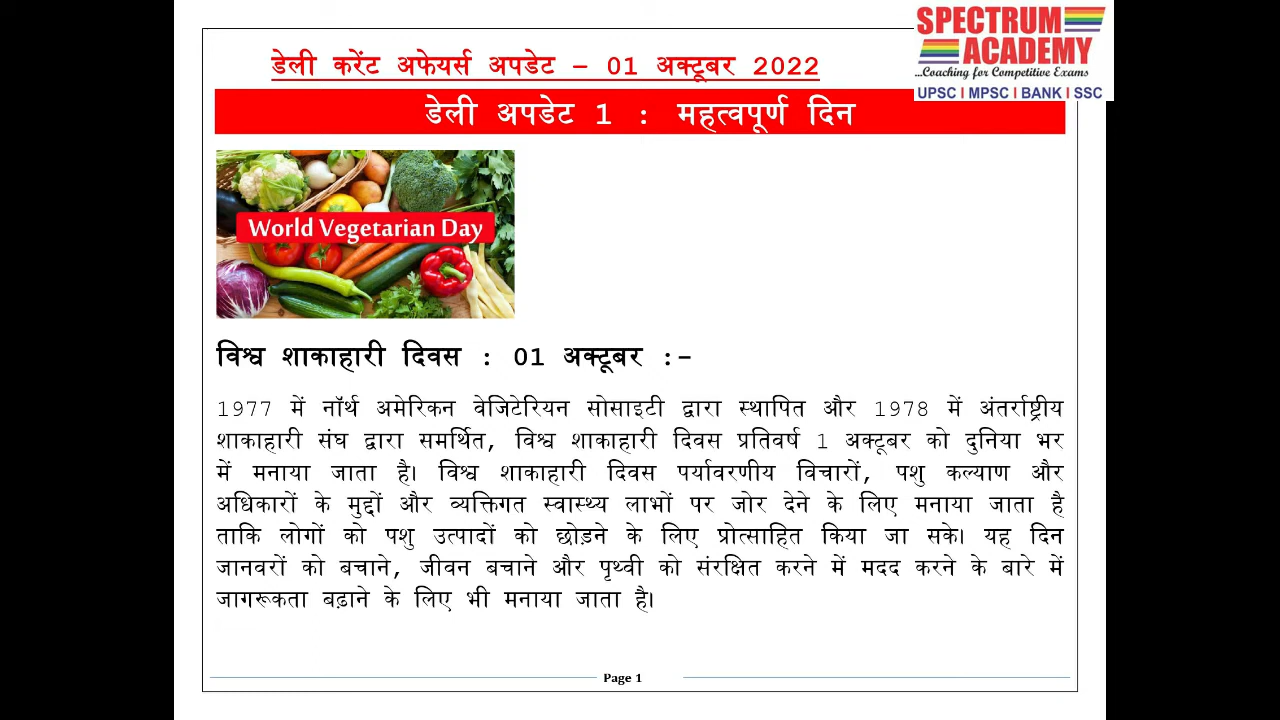 SPECTRUM
ACADEMY
...Coaching for Competitive Exams
UPSC I MPSC I BANK I SSC
डेली करेंट अफेयर्स अपडेट – 01 अक्टूबर 2022
डेली अपडेट 1 : महत्वपूर्ण दिन
World Vegetarian Day
विश्व शाकाहारी दिवस : 01 अक्टूबर :-
1977 में नॉर्थ अमेरिकन वेजिटेरियन सोसाइटी द्वारा स्थापित और 1978 में अंतर्राष्ट्रीय
शाकाहारी संघ द्वारा समर्थित, विश्व शाकाहारी दिवस प्रतिवर्ष 1 अक्टूबर को दुनिया भर
में मनाया जाता है। विश्व शाकाहारी दिवस पर्यावरणीय विचारों, पशु कल्याण और
अधिकारों के मुद्दों और व्यक्तिगत स्वास्थ्य लाभों पर जोर देने के लिए मनाया जाता है
ताकि लोगों को पशु उत्पादों को छोड़ने के लिए प्रोत्साहित किया जा सके। यह दिन
जानवरों को बचाने, जीवन बचाने और पृथ्वी को संरक्षित करने में मदद करने के बारे में
जागरूकता बढ़ाने के लिए भी मनाया जाता है।
Page 1